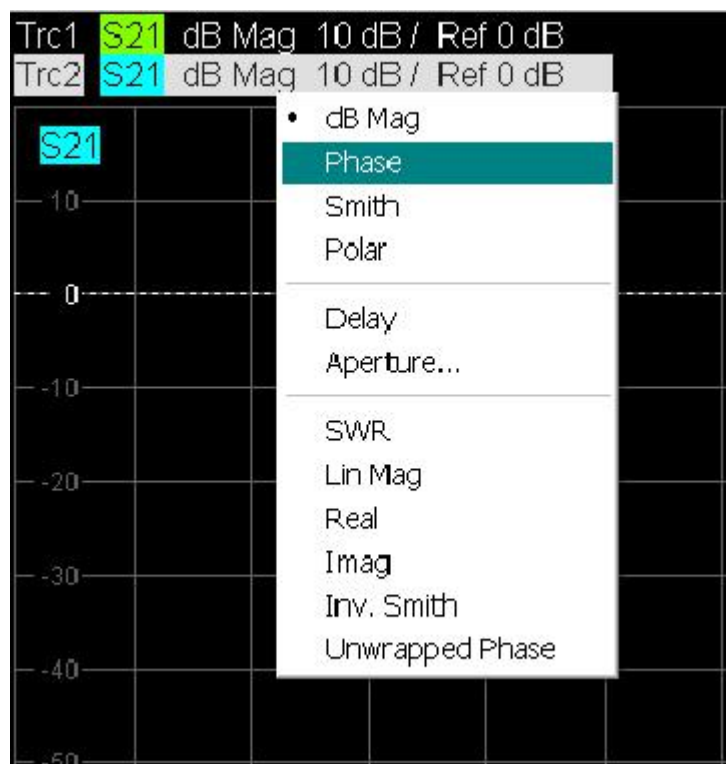 Trc1 S21 dB Mag 10 dB / Ref 0 dB
Trc2 S21 dB Mag 10 dB / Ref 0 dB
S21
• dB Mag
Phase
Smith
Polar
Delay
Aperture...
SWR
Lin Mag
Real
Imag
Inv. Smith
Unwrapped Phase
10
0
-10
-20
-30
-40
-50